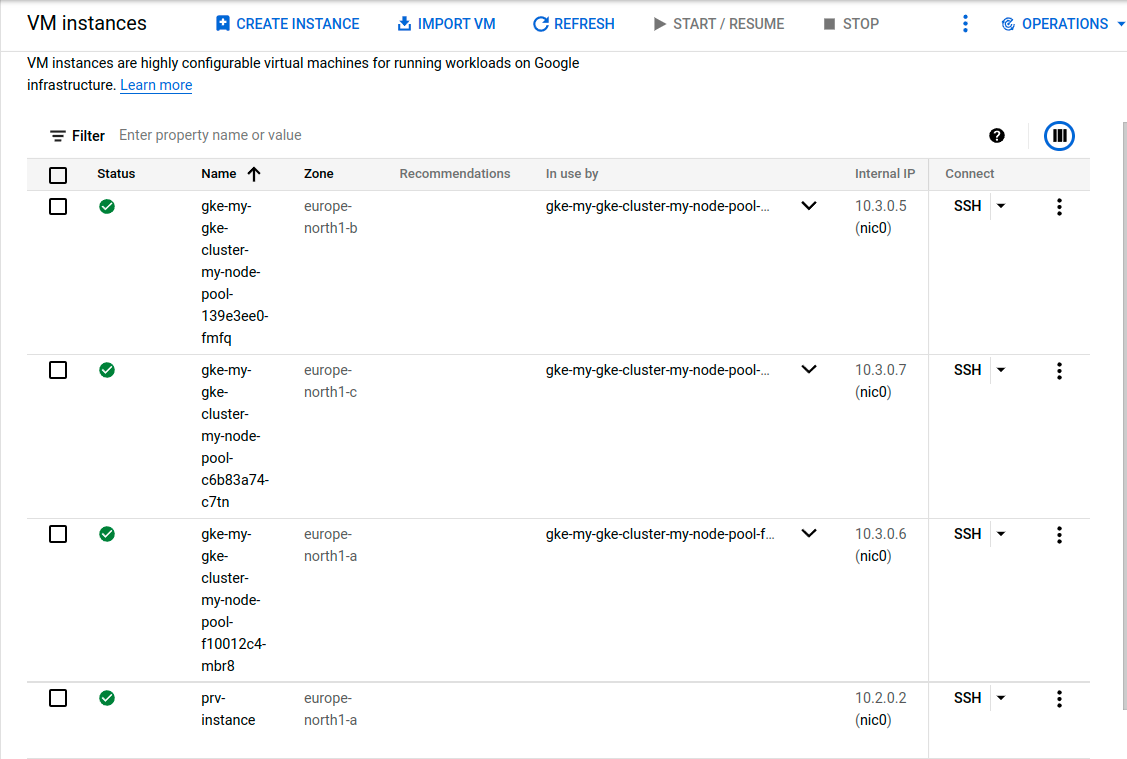 VM instances CREATE INSTANCE IMPORT VM REFRESH START / RESUME STOP OPERATIONS
VM instances are highly configurable virtual machines for running workloads on Google
infrastructure. Learn more
Filter Enter property name or value
Status Name Zone Recommendations In use by Internal IP Connect
gke-my- europe- gke-my-gke-cluster-my-node-pool-... 10.3.0.5 SSH
gke- north1-b (nic0)
cluster-
my-node-
pool-
139e3ee0-
fmfq
gke-my- europe- gke-my-gke-cluster-my-node-pool-... 10.3.0.7 SSH
gke- north1-c (nic0)
cluster-
my-node-
pool-
c6b83a74-
c7tn
gke-my- europe- gke-my-gke-cluster-my-node-pool-f... 10.3.0.6 SSH
gke- north1-a (nic0)
cluster-
my-node-
pool-
f10012c4-
mbr8
prv- europe- 10.2.0.2 SSH
instance north1-a (nic0)